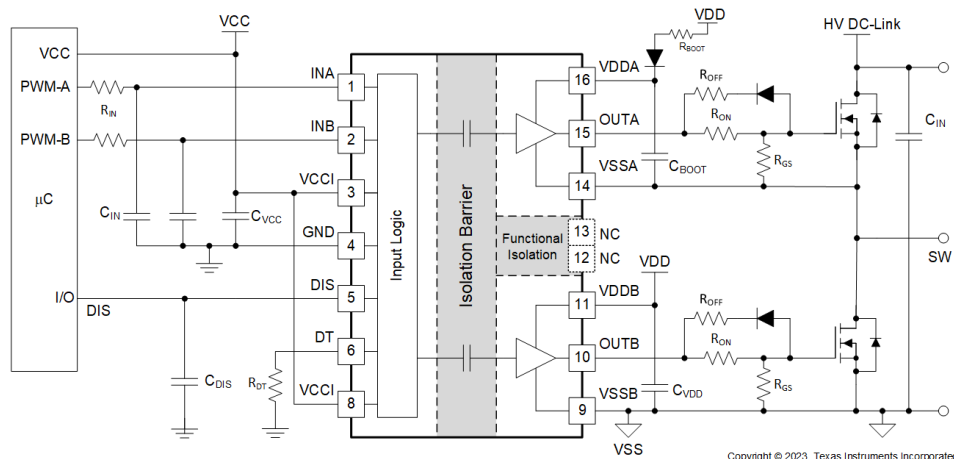 VCC
VDD
HV DC-Link
RBOOT
VCC
PWM-A
RIN
PWM-B
µC
CIN
CVCC
I/O
DIS
CDIS
RDT
INA
1
INB
2
VCCI
3
GND
4
DIS
5
DT
6
VCCI
8
Input Logic
Isolation Barrier
Functional
Isolation
VDDA
16
OUTA
15
VSSA
14
13
NC
12
NC
VDDB
11
OUTB
10
VSSB
9
ROFF
RON
RGS
CBOOT
CIN
SW
VDD
ROFF
RON
RGS
CVDD
VSS
Copyright © 2023, Texas Instruments Incorporated